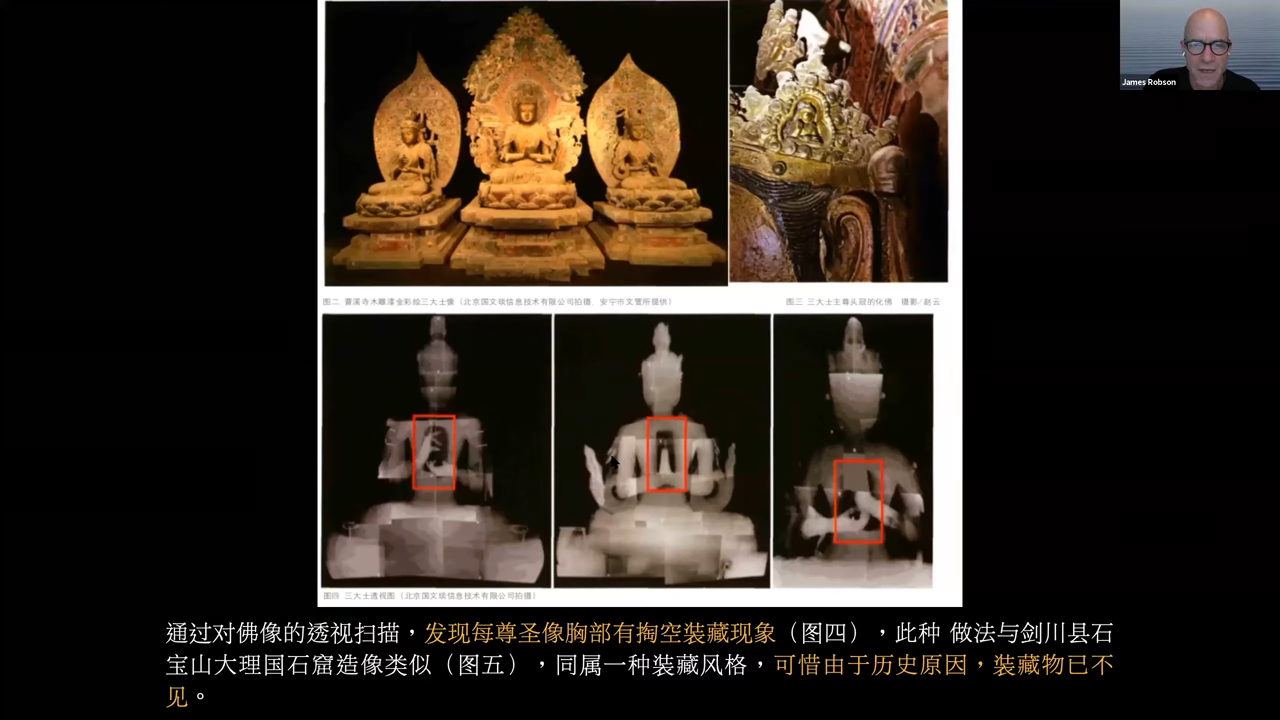 James Robson
图二 曹溪寺木雕漆金彩绘三大士像（北京国文琰信息技术有限公司拍摄，安宁市文管所提供）
图三 三大士主尊头冠的化佛 摄影/赵云
图四 三大士透视图（北京国文琰信息技术有限公司拍摄）
通过对佛像的透视扫描，发现每尊圣像胸部有掏空装藏现象（图四），此种 做法与剑川县石
宝山大理国石窟造像类似（图五），同属一种装藏风格，可惜由于历史原因，装藏物已不
见。